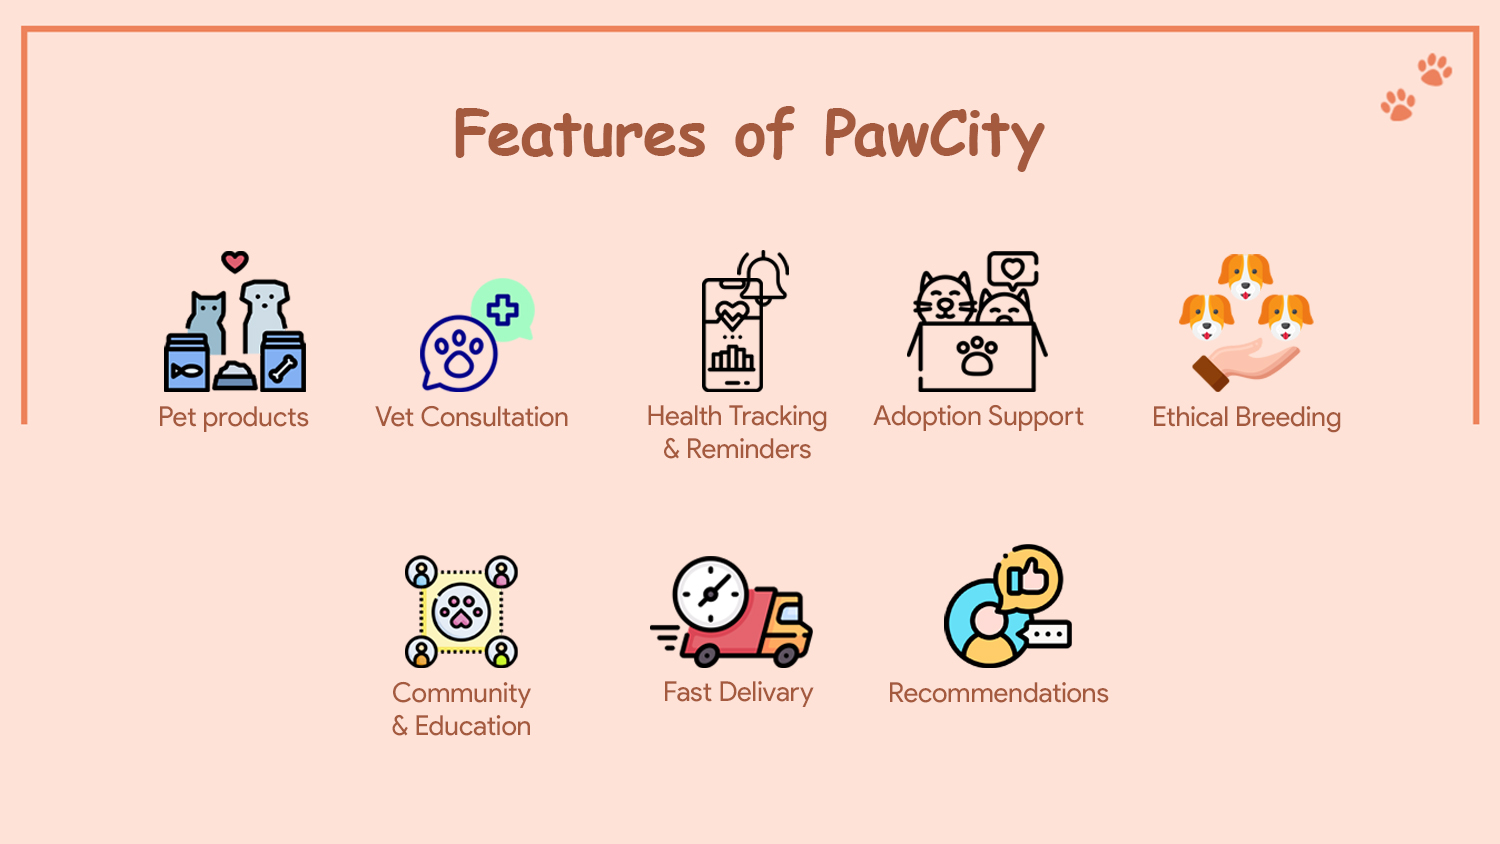 Features of PawCity
Pet products
Vet Consultation
Health Tracking
& Reminders
Adoption Support
Ethical Breeding
Community
& Education
Fast Delivary
Recommendations